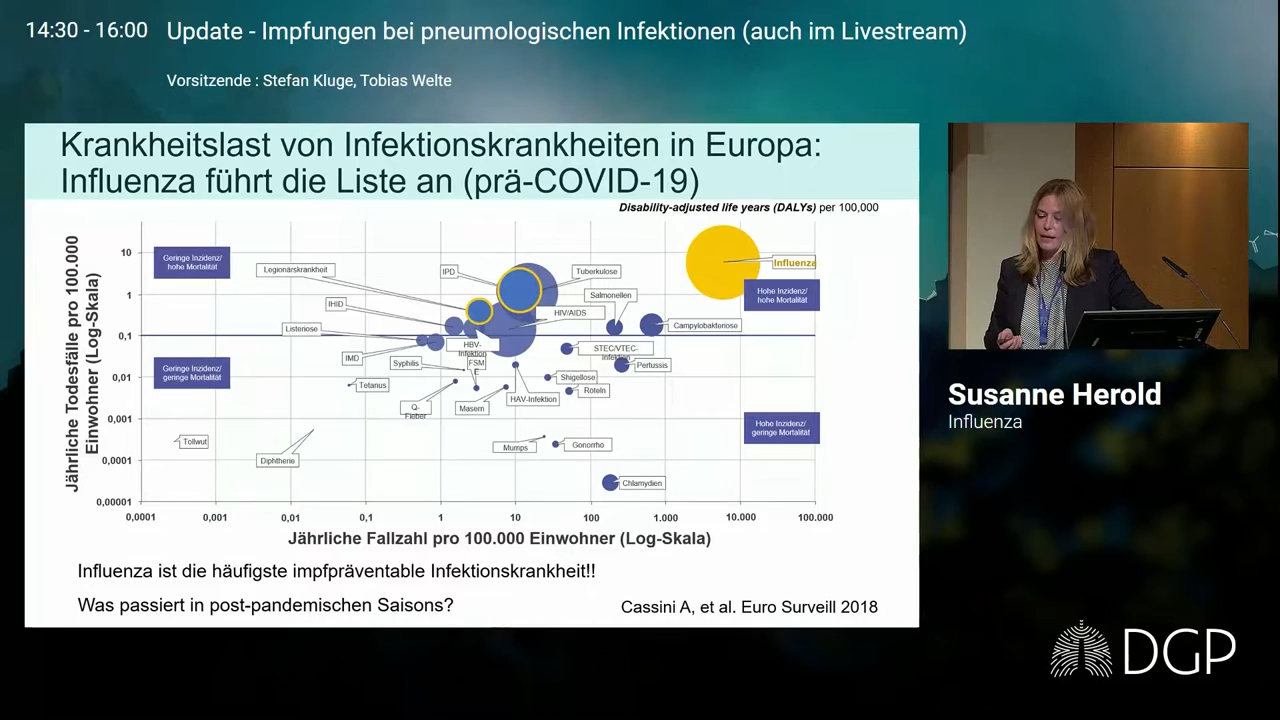 14:30 - 16:00 Update - Impfungen bei pneumologischen Infektionen (auch im Livestream)
Vorsitzende : Stefan Kluge, Tobias Welte
Krankheitslast von Infektionskrankheiten in Europa:
Influenza führt die Liste an (prä-COVID-19)
Disability-adjusted life years (DALYs) per 100,000
Jährliche Todesfälle pro 100.000
Einwohner (Log-Skala)
10
1
0,1
0,01
0,001
0,0001
0,00001
Geringe Inzidenz/
hohe Mortalität
Legionärskrankheit
IPD
Tuberkulose
Influenza
Salmonellen
Hohe Inzidenz/
hohe Mortalität
IHID
HIV/AIDS
Listeriose
Campylobakteriose
HBV-
Infektion
STEC/VTEC-
Infektion
IMD
Syphilis
FSM
E
Pertussis
Geringe Inzidenz/
geringe Mortalität
Tetanus
Shigellose
Röteln
Q-
Fieber
Masern
HAV-Infektion
Hohe Inzidenz/
geringe Mortalität
Tollwut
Mumps
Gonorrhö
Diphtherie
Chlamydien
0,0001 0,001 0,01 0,1 1 10 100 1.000 10.000 100.000
Jährliche Fallzahl pro 100.000 Einwohner (Log-Skala)
Influenza ist die häufigste impfpräventable Infektionskrankheit!!
Was passiert in post-pandemischen Saisons?
Cassini A, et al. Euro Surveill 2018
Susanne Herold
Influenza
DGP